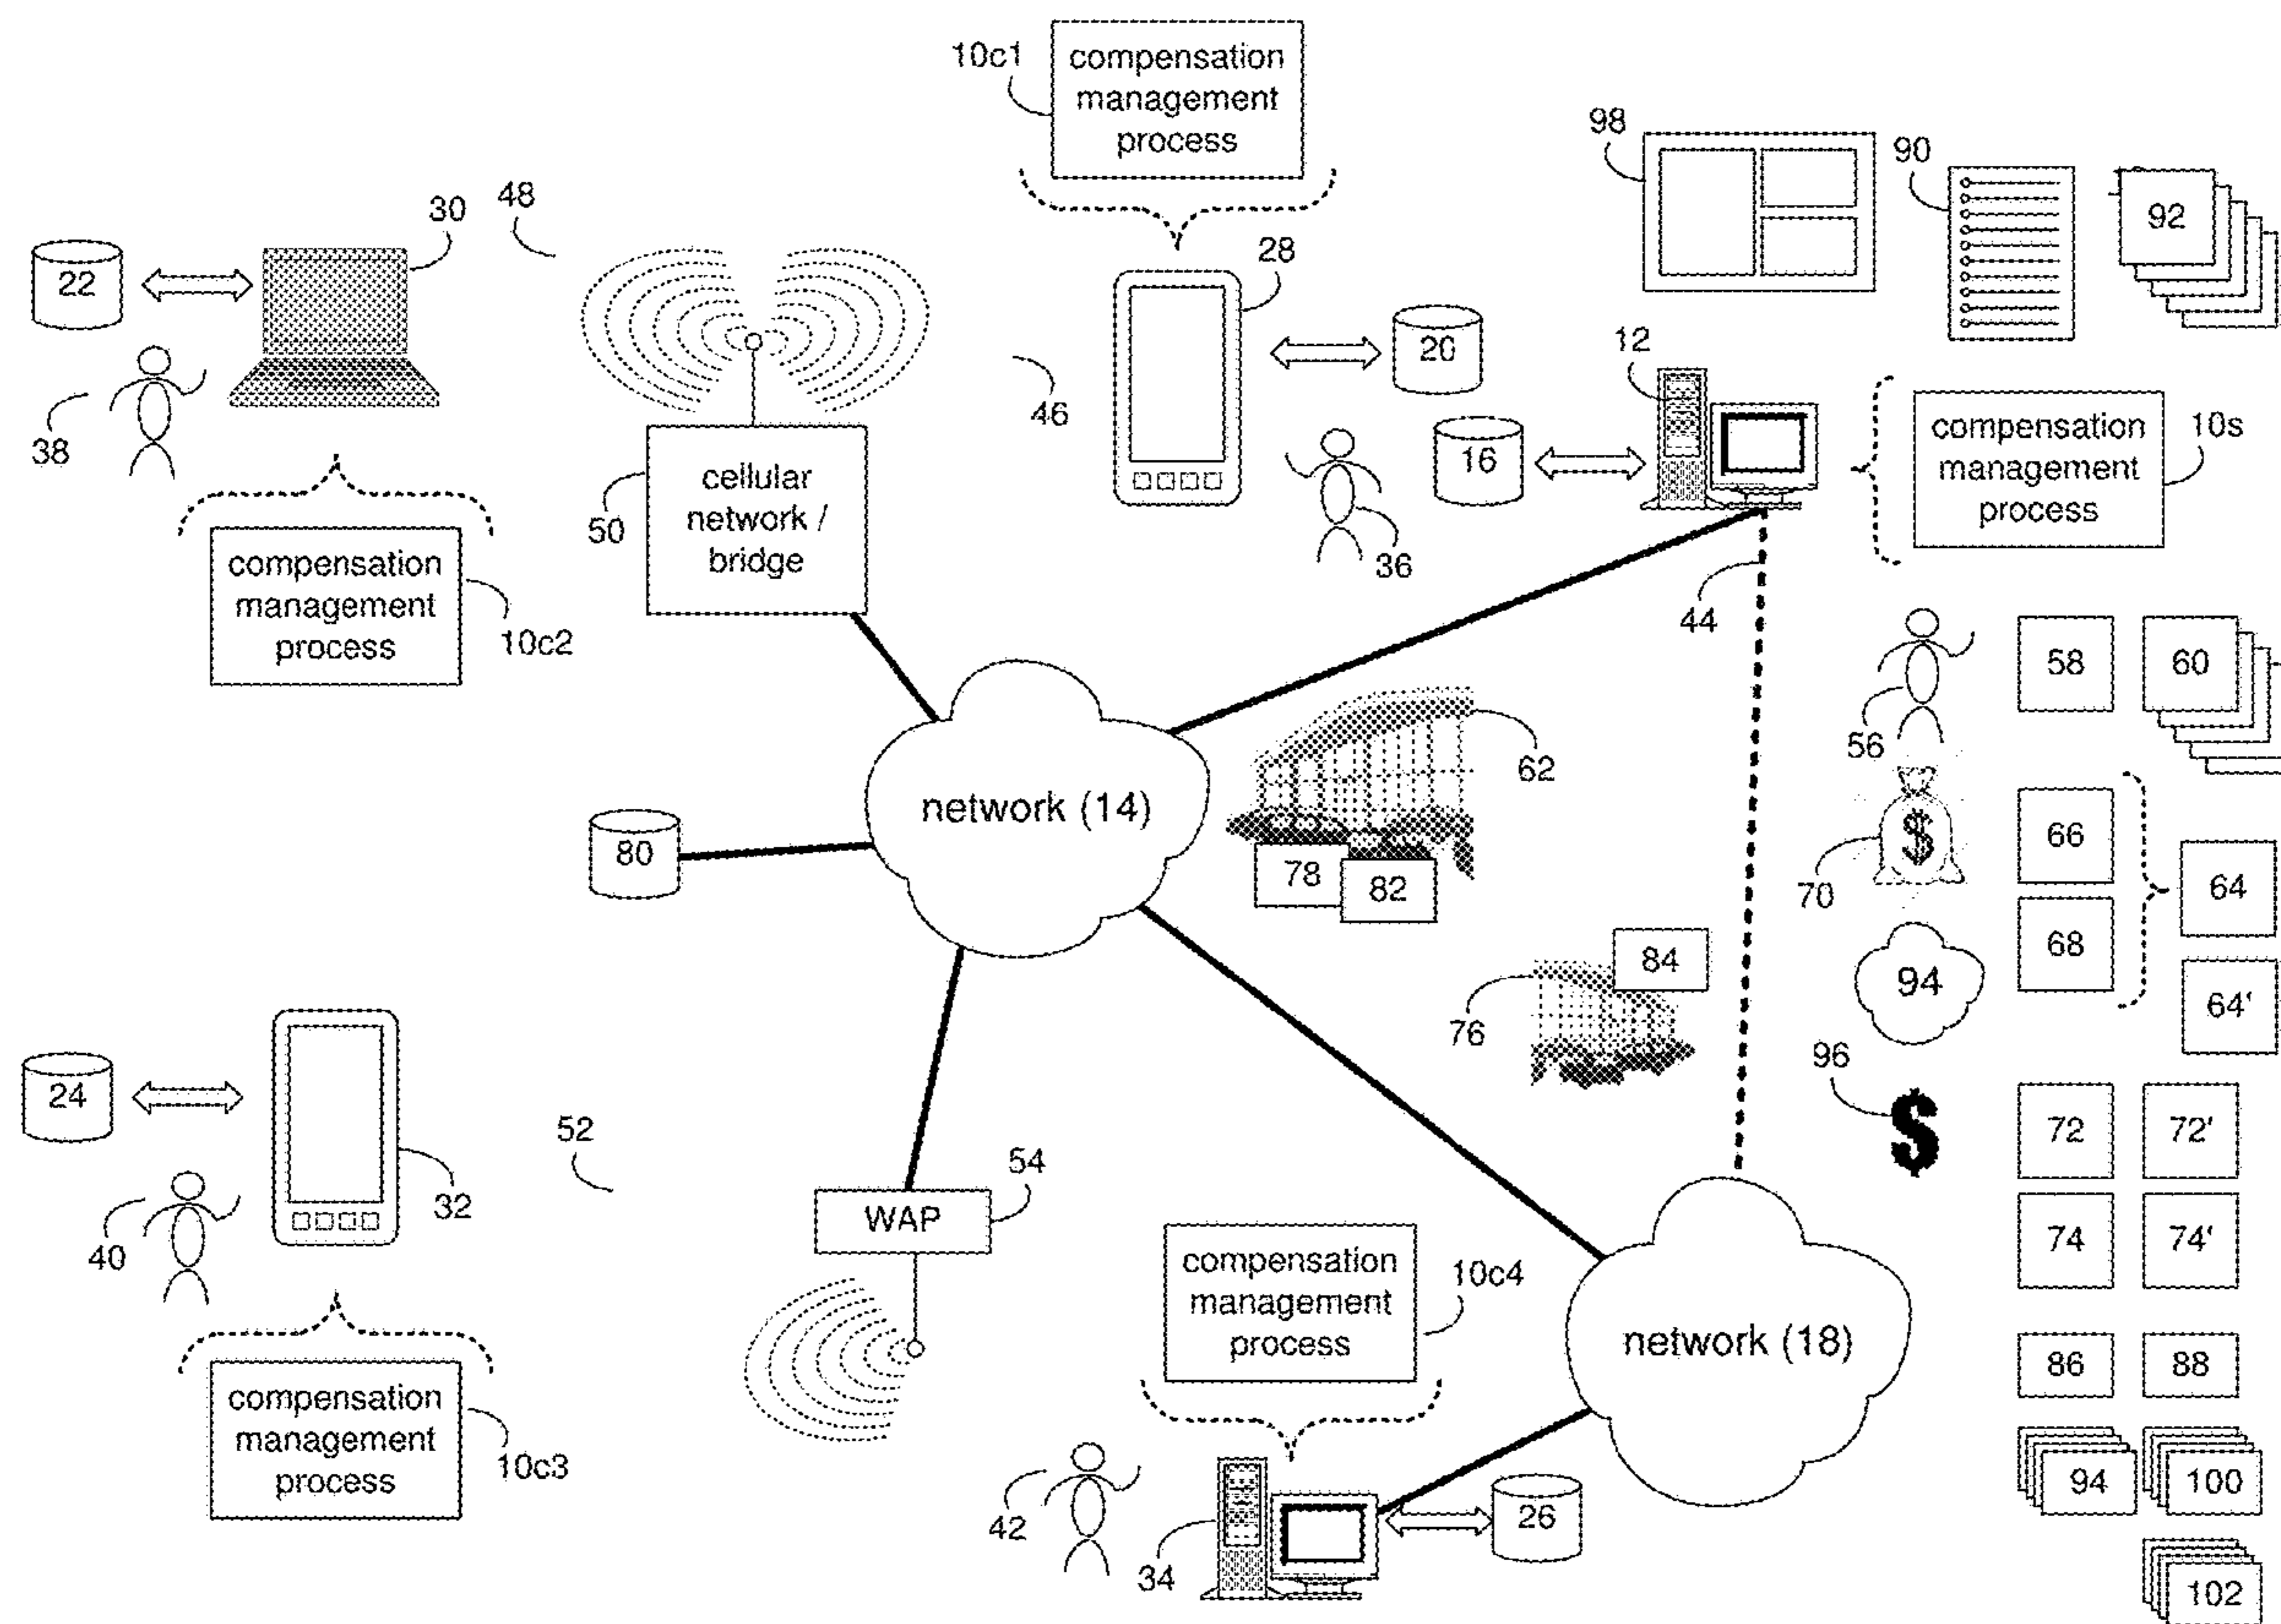 10c1
compensation
management
process
98
90
92
48
30
22
28
20
12
46
38
16
compensation
management
process
10s
cellular
network /
bridge
50
36
44
compensation
management
process
10c2
58
60
56
62
network (14)
80
78
82
66
70
64
68
84
94
76
64'
96
24
72
72'
52
54
32
WAP
40
74
74'
compensation
management
process
10c4
network (18)
86
88
compensation
management
process
10c3
94
100
42
26
34
102